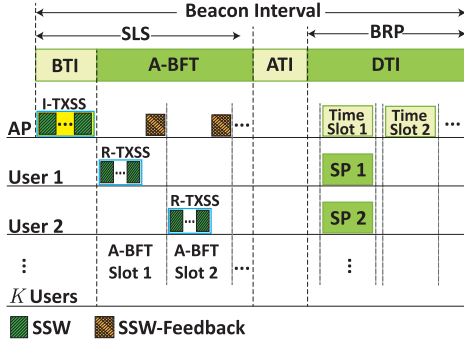 Beacon Interval
SLS
BRP
BTI A-BFT ATI DTI
I-TXSS
AP ... ... Time Slot 1 Time Slot 2 ...
R-TXSS
User 1 ... SP 1
R-TXSS
User 2 ... SP 2
⋮ A-BFT Slot 1 A-BFT Slot 2 ... ⋮
K Users
SSW SSW-Feedback